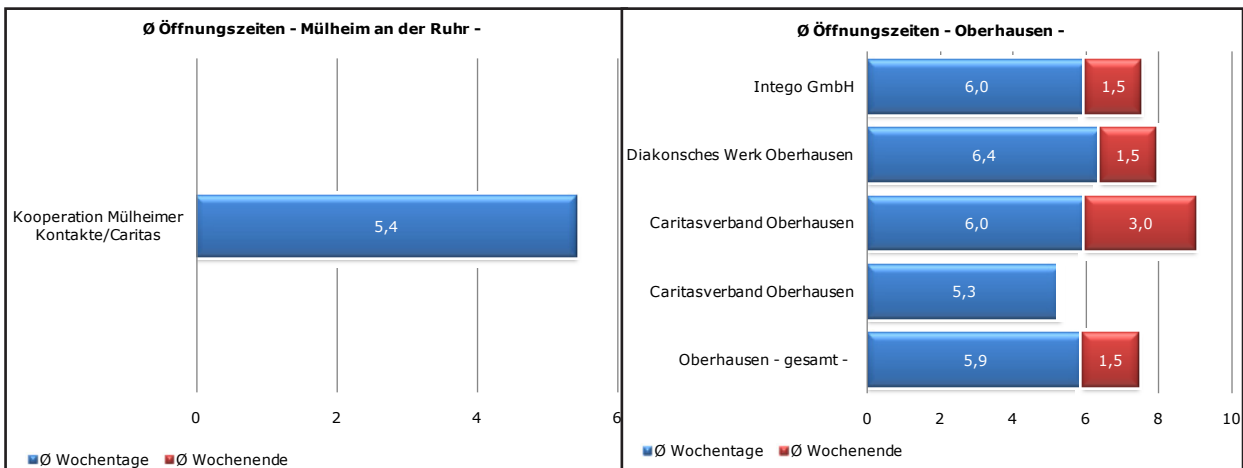 Ø Öffnungszeiten - Mülheim an der Ruhr -
Kooperation Mülheimer
Kontakte/Caritas
5,4
0 2 4 6
Ø Wochentage Ø Wochenende
Ø Öffnungszeiten - Oberhausen -
Intego GmbH 6,0 1,5
Diakonsches Werk Oberhausen 6,4 1,5
Caritasverband Oberhausen 6,0 3,0
Caritasverband Oberhausen 5,3
Oberhausen - gesamt - 5,9 1,5
0 2 4 6 8 10
Ø Wochentage Ø Wochenende